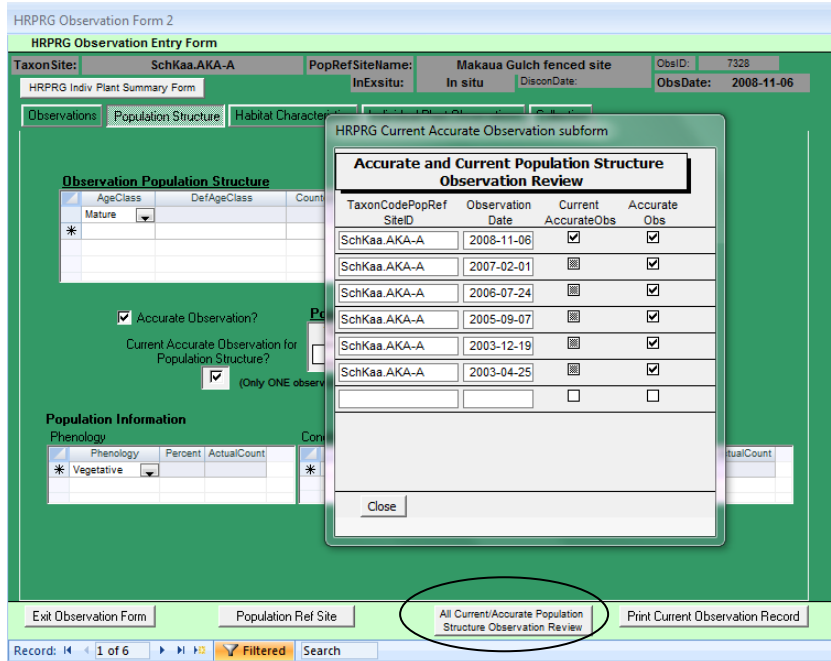 HRPRG Observation Form 2
HRPRG Observation Entry Form
TaxonSite: SchKaa.AKA-A PopRefSiteName: Makaua Gulch fenced site ObsID: 7328
HRPRG Indiv Plant Summary Form InExsitu: In situ DisconDate: ObsDate: 2008-11-06
Observations Population Structure Habitat
HRPRG Current Accurate Observation subform
Accurate and Current Population Structure
Observation Review
TaxonCodePopRef Observation Current Accurate
SiteID Date AccurateObs Obs
SchKaa.AKA-A 2008-11-06
SchKaa.AKA-A 2007-02-01
SchKaa.AKA-A 2006-07-24
SchKaa.AKA-A 2005-09-07
SchKaa.AKA-A 2003-12-19
SchKaa.AKA-A 2003-04-25
Close
Observation Population Structure
AgeClass DefAgeClass
Mature
Accurate Observation?
Current Accurate Observation for
Population Structure?
(Only ONE
Population Information
Phenology
Phenology Percent ActualCount
Vegetative
Exit Observation Form Population Ref Site All Current/Accurate Population Print Current Observation Record
Structure Observation Review
Record: 1 of 6 Filtered Search